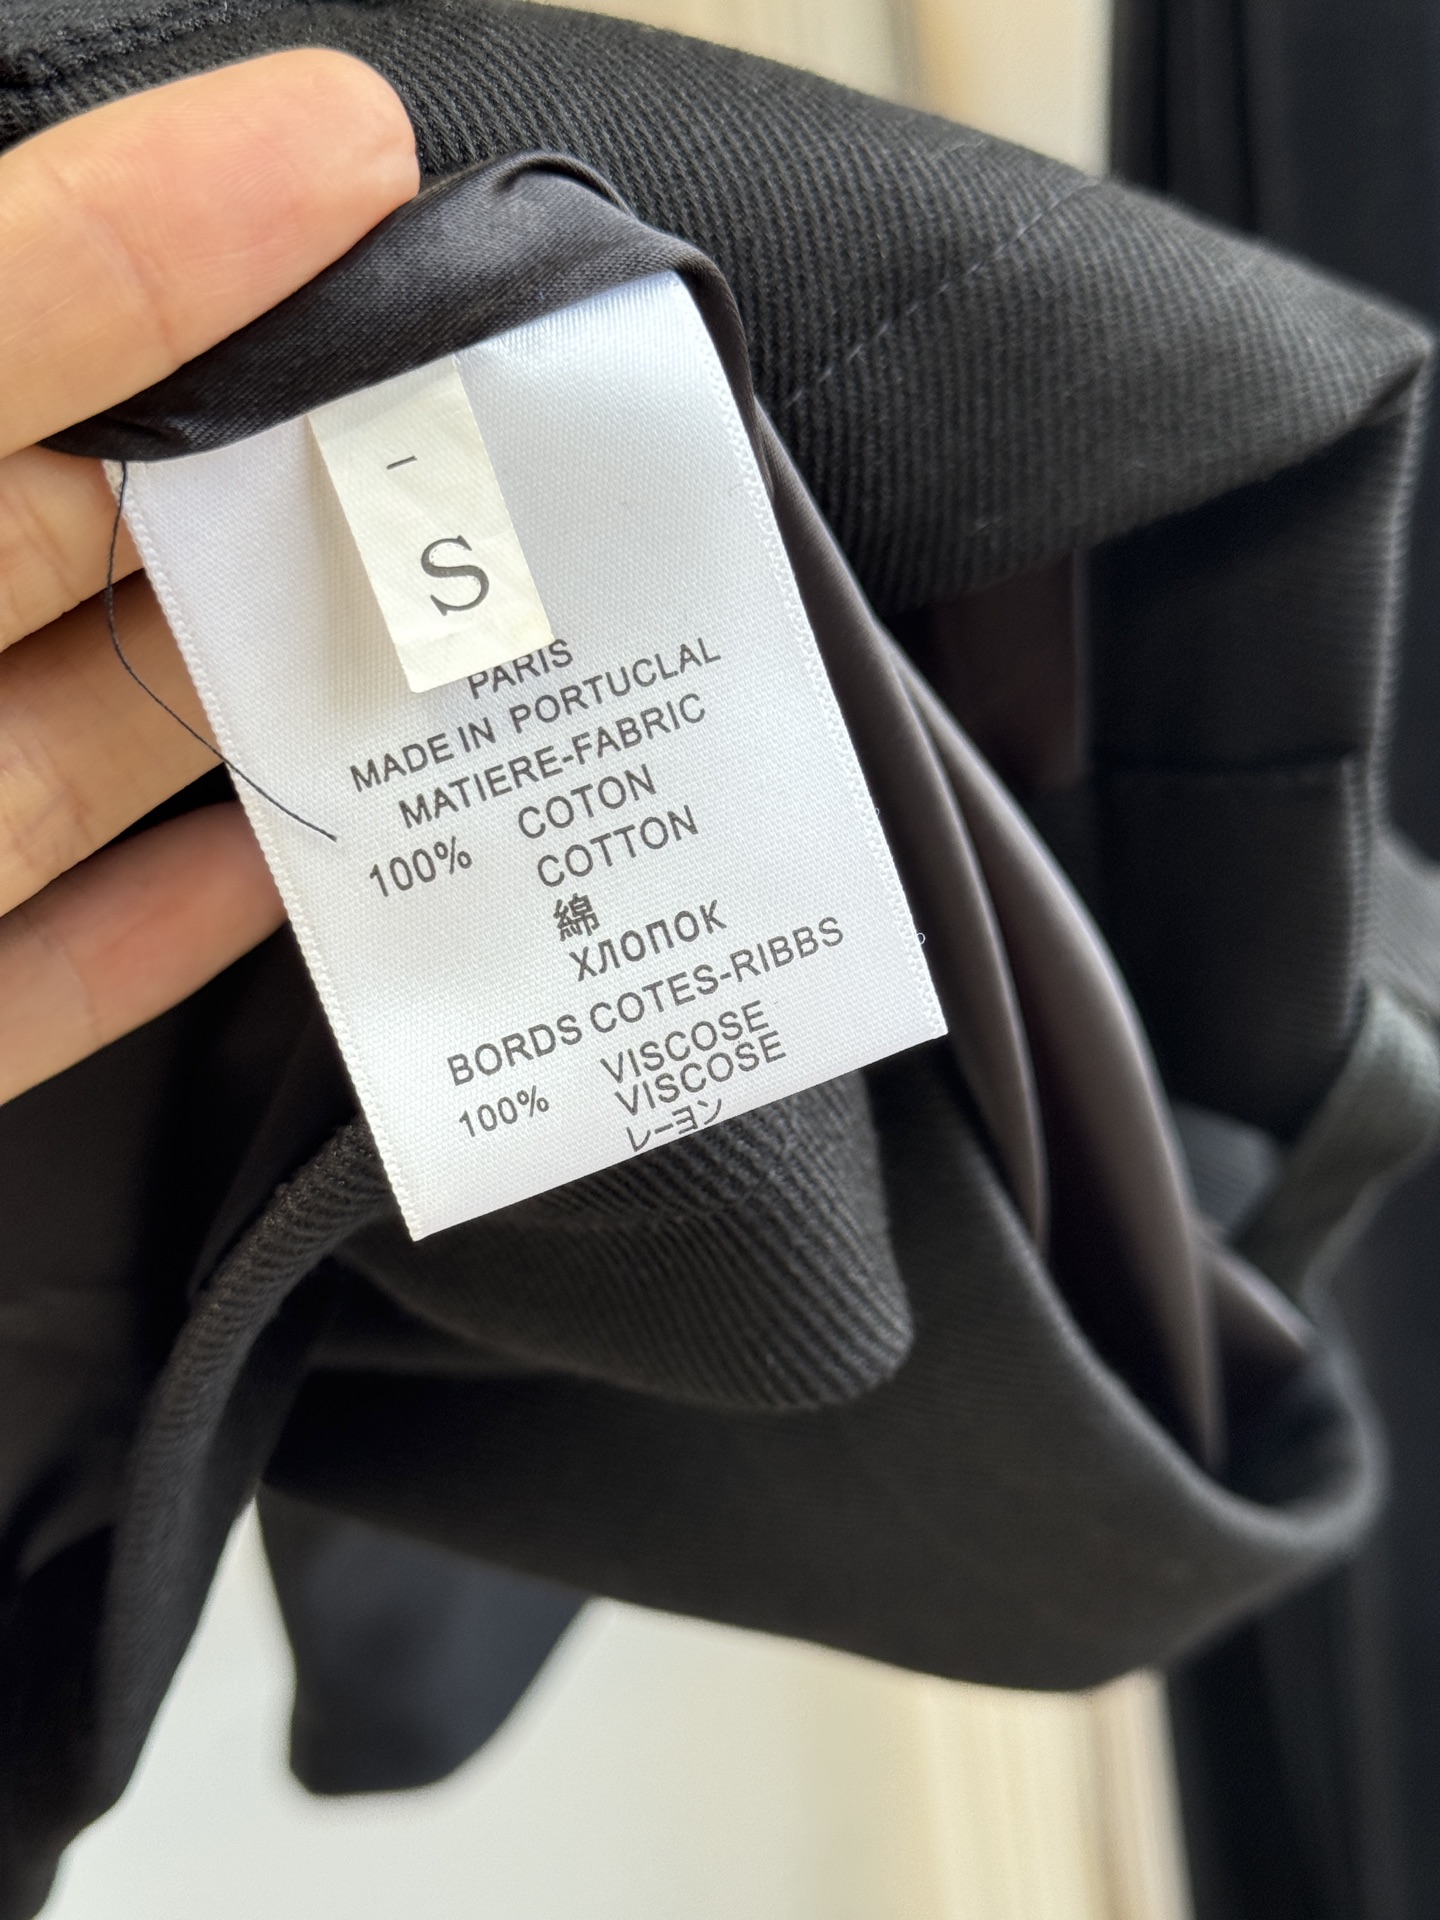 -
S
PARIS
MADE IN PORTUCLAL
MATIERE-FABRIC
100% COTON
COTTON
綿
ХЛОПОК
BORDS COTES-RIBBS
100% VISCOSE
VISCOSE
レーヨン